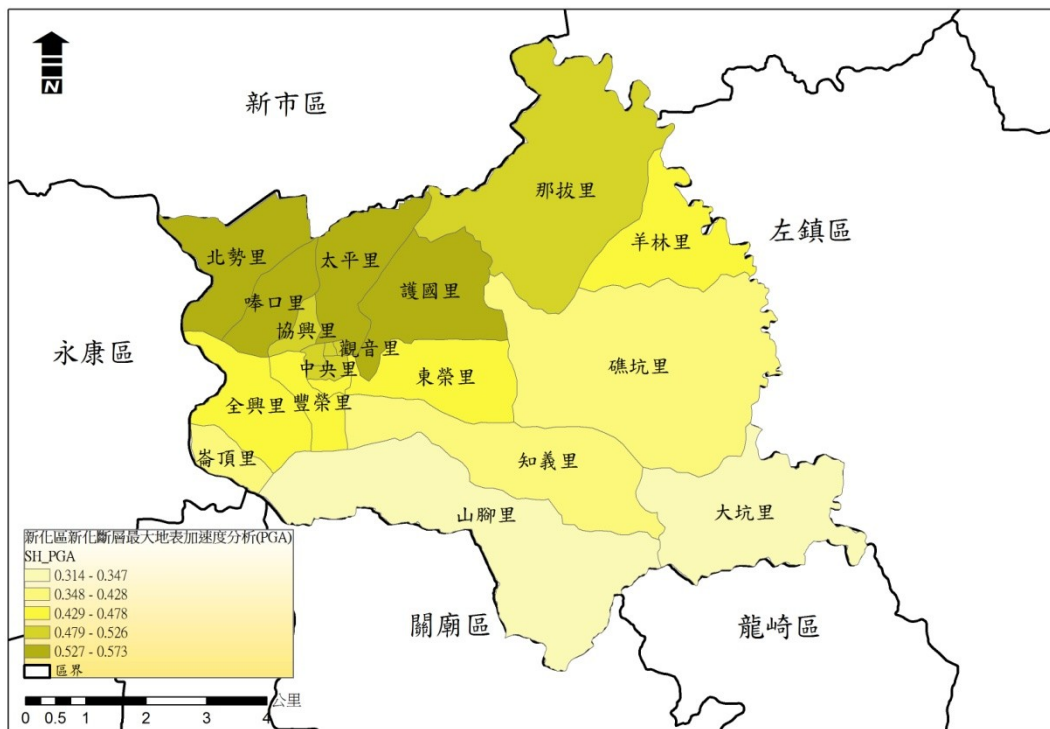 N
新市區
那拔里
羊林里
左鎮區
北勢里
太平里
護國里
唪口里
協興里
觀音里
永康區
中央里
東榮里
礁坑里
全興里
豐榮里
崙頂里
知義里
山腳里
大坑里
關廟區
龍崎區
新化區新化斷層最大地表加速度分析(PGA)
SH_PGA
0.314 - 0.347
0.348 - 0.428
0.429 - 0.478
0.479 - 0.526
0.527 - 0.573
區界
公里
0 0.5 1 2 3 4